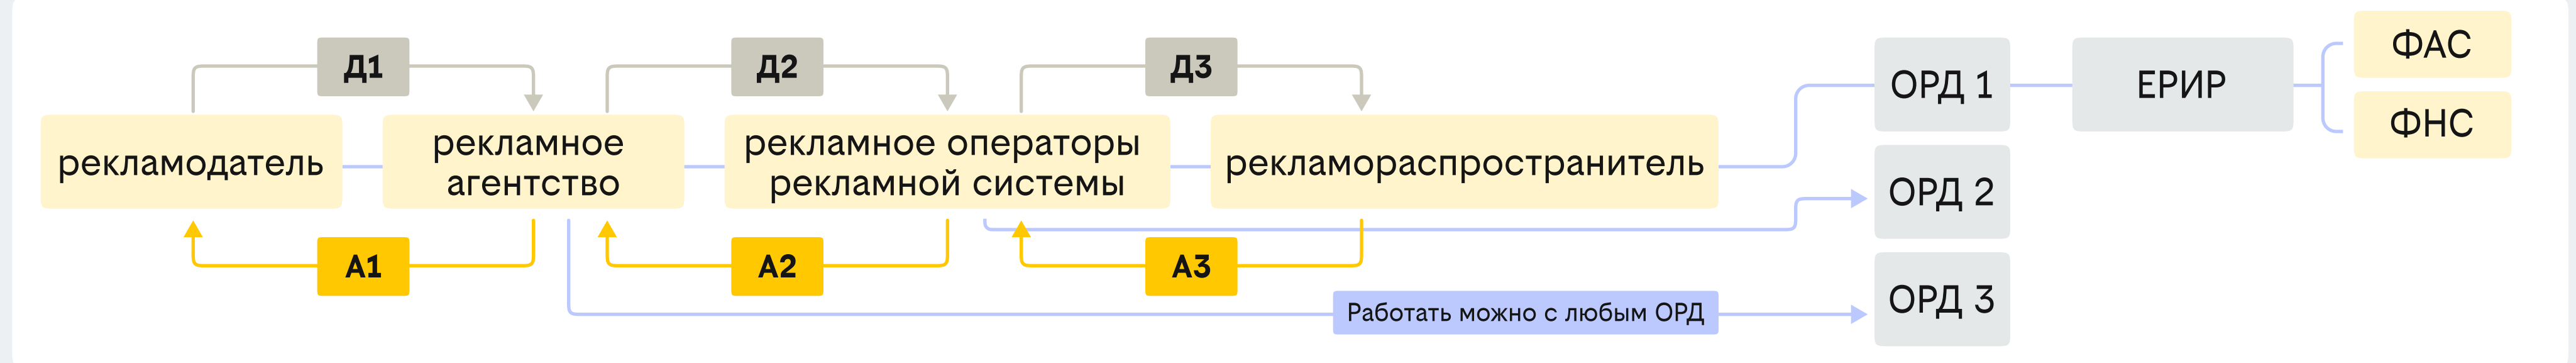 Д1
Д2
Д3
рекламодатель
рекламное
агентство
рекламное операторы
рекламной системы
рекламораспространитель
А1
А2
А3
Работать можно с любым ОРД
ОРД 1
ОРД 2
ОРД 3
ЕРИР
ФАС
ФНС